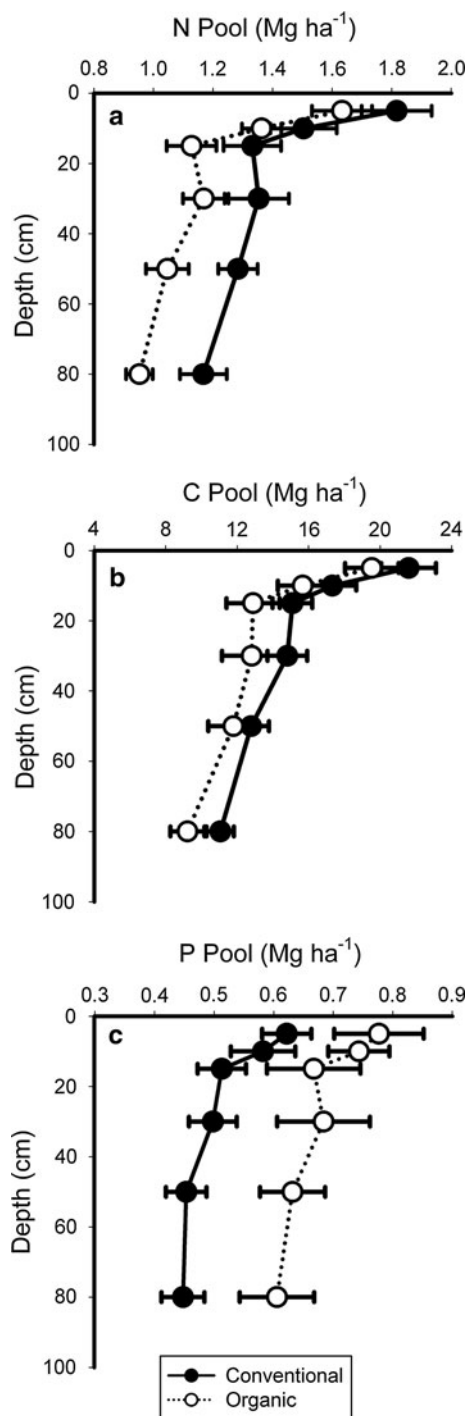 N Pool (Mg ha⁻¹)
0.8 1.0 1.2 1.4 1.6 1.8 2.0
a
0
20
40
60
80
100
Depth (cm)
C Pool (Mg ha⁻¹)
4 8 12 16 20 24
b
0
20
40
60
80
100
Depth (cm)
P Pool (Mg ha⁻¹)
0.3 0.4 0.5 0.6 0.7 0.8 0.9
c
0
20
40
60
80
100
Depth (cm)
Conventional
Organic